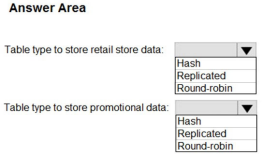 Answer Area
Table type to store retail store data:
Hash
Replicated
Round-robin
Table type to store promotional data:
Hash
Replicated
Round-robin